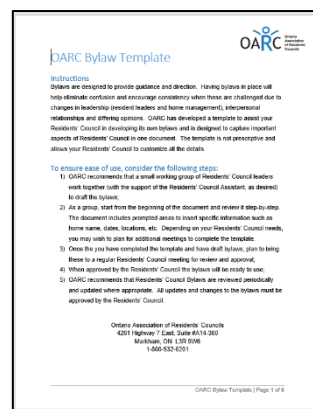 OARC
Ontario
Association
of Residents'
Councils
OARC Bylaw Template
Instructions
Bylaws are designed to provide guidance and direction. Having bylaws in place will
help eliminate confusion and encourage consistency when these are challenged due to
changes in leadership (resident leaders and home management), interpersonal
relationships and differing opinions. OARC has developed a template to assist your
Residents' Council in developing its own bylaws and is designed to capture important
aspects of Residents' Council in one document. The template is not prescriptive and
allows your Residents' Council to customize all the details.
To ensure ease of use, consider the following steps:
1) OARC recommends that a small working group of Residents' Council leaders
work together (with the support of the Residents' Council Assistant, as desired)
to draft the bylaws;
2) As a group, start from the beginning of the document and review it step-by-step.
The document includes prompted areas to insert specific information such as
home name, dates, locations, etc. Depending on your Residents' Council needs,
you may wish to plan for additional meetings to complete the template.
3) Once the you have completed the template and have draft bylaws, plan to bring
these to a regular Residents' Council meeting for review and approval;
4) When approved by the Residents' Council the bylaws will be ready to use;
5) OARC recommends that Residents' Council Bylaws are reviewed periodically
and updated where appropriate. All updates and changes to the bylaws must be
approved by the Residents' Council.
Ontario Association of Residents' Councils
4261 Highway 7 East, Suite #A14-360
Markham, ON L3R 9W6
1-800-532-0201
OARC Bylaw Template | Page 1 of 6